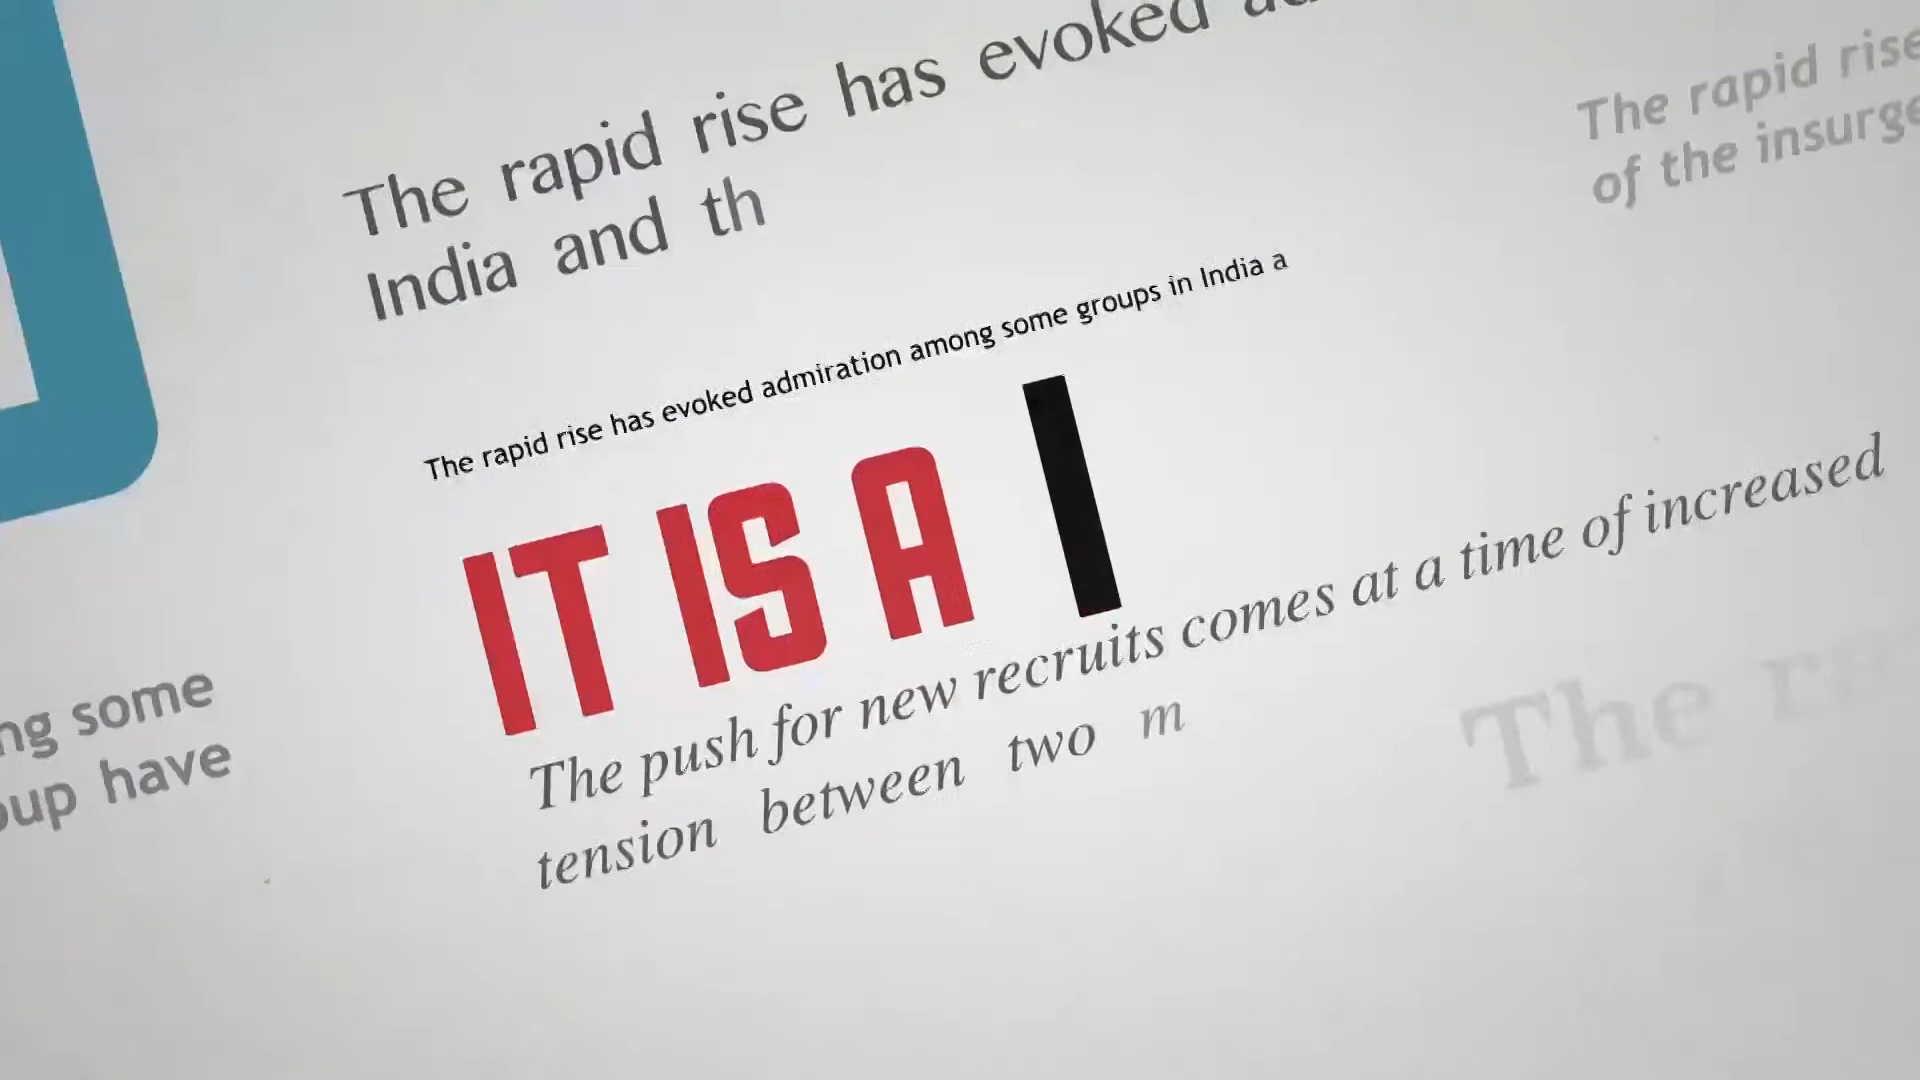 The rapid rise has evoked
India and th
The rapid rise
of the insurge
The rapid rise has evoked admiration among some groups in India a
IT IS A I
The push for new recruits comes at a time of increased
tension between two m
ng some
oup have
The ra